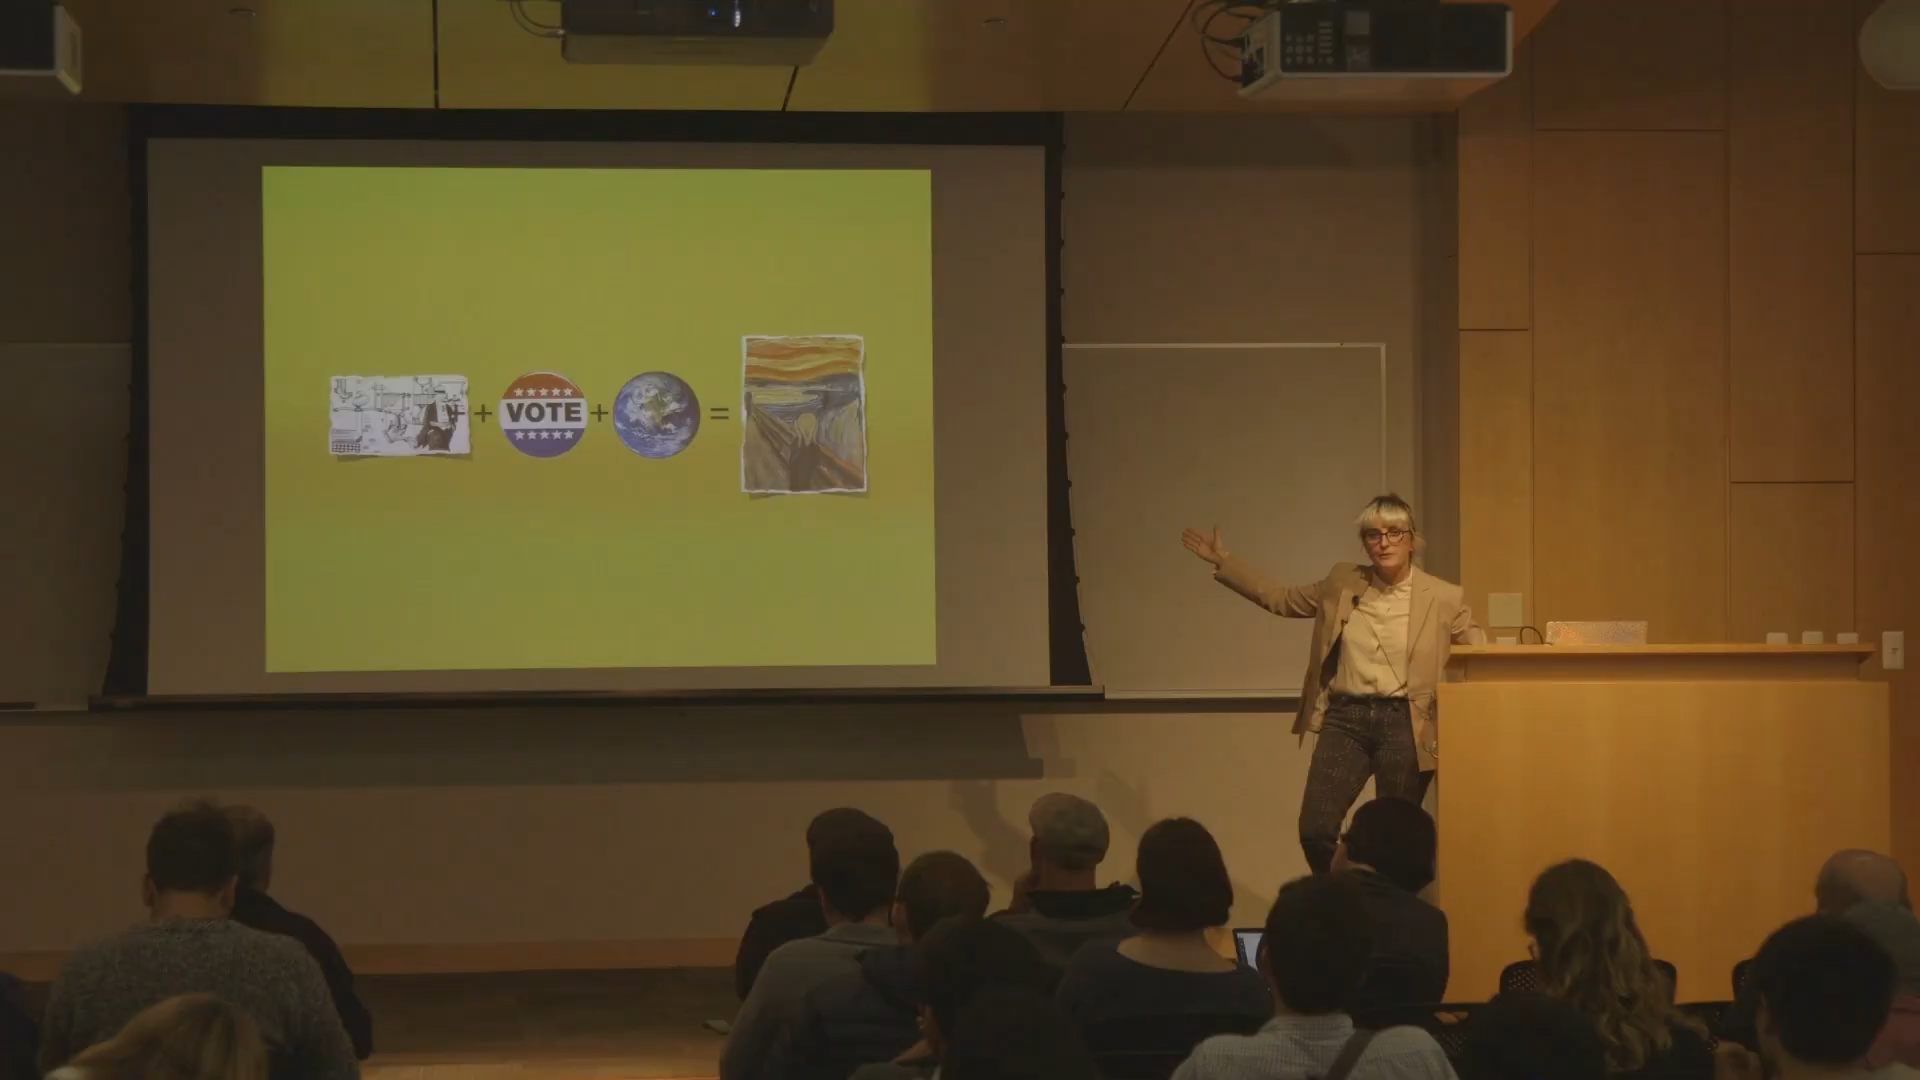 + VOTE + =